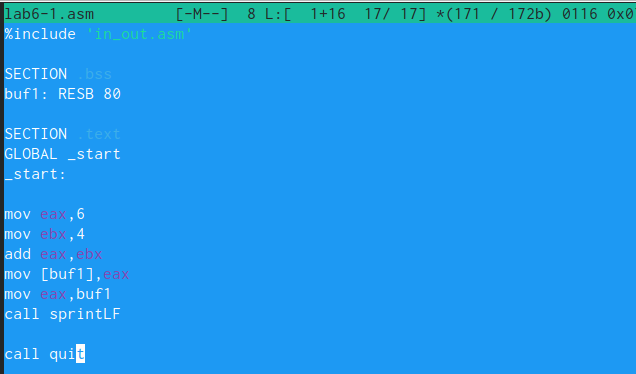 lab6-1.asm [-M--] 8 L:[ 1+16 17/ 17] *(171 / 172b) 0116 0x0
%include 'in_out.asm'
SECTION .bss
buf1: RESB 80
SECTION .text
GLOBAL _start
_start:
mov eax,6
mov ebx,4
add eax,ebx
mov [buf1],eax
mov eax,buf1
call sprintLF
call quit